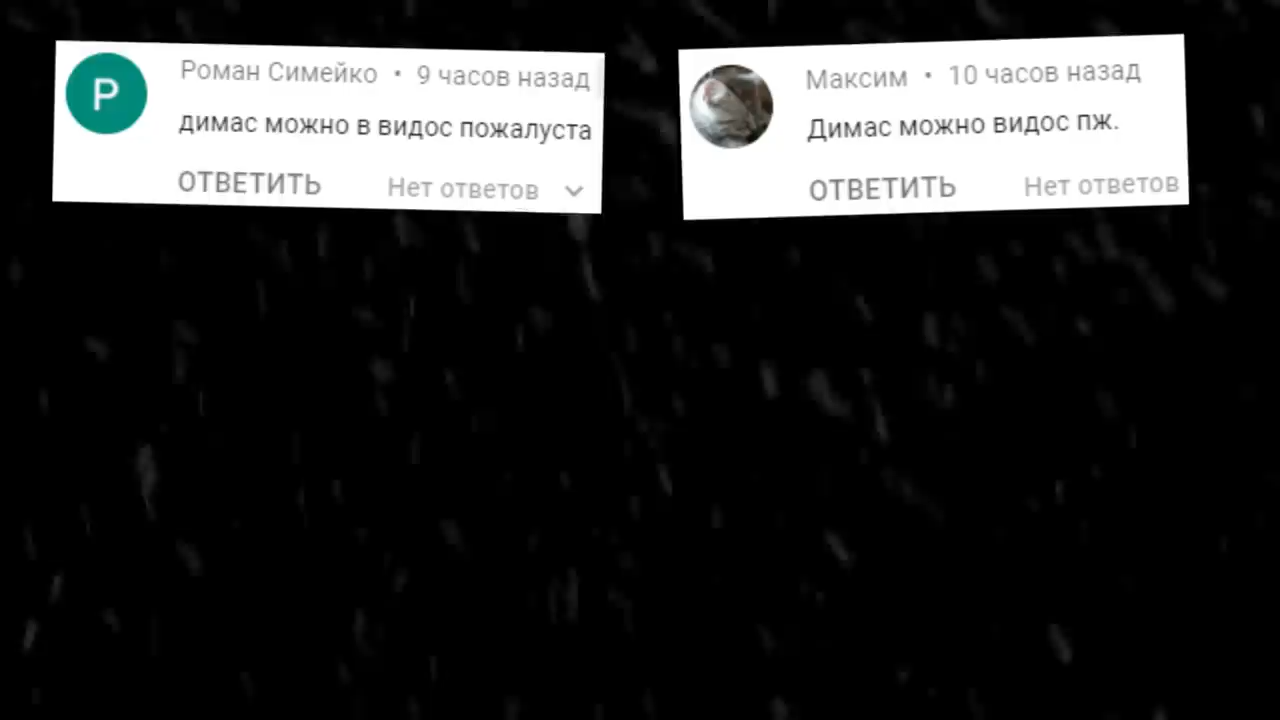 Р
Роман Симейко • 9 часов назад
димас можно в видос пожалуста
ОТВЕТИТЬ Нет ответов
Максим • 10 часов назад
Димас можно видос пж.
ОТВЕТИТЬ Нет ответов